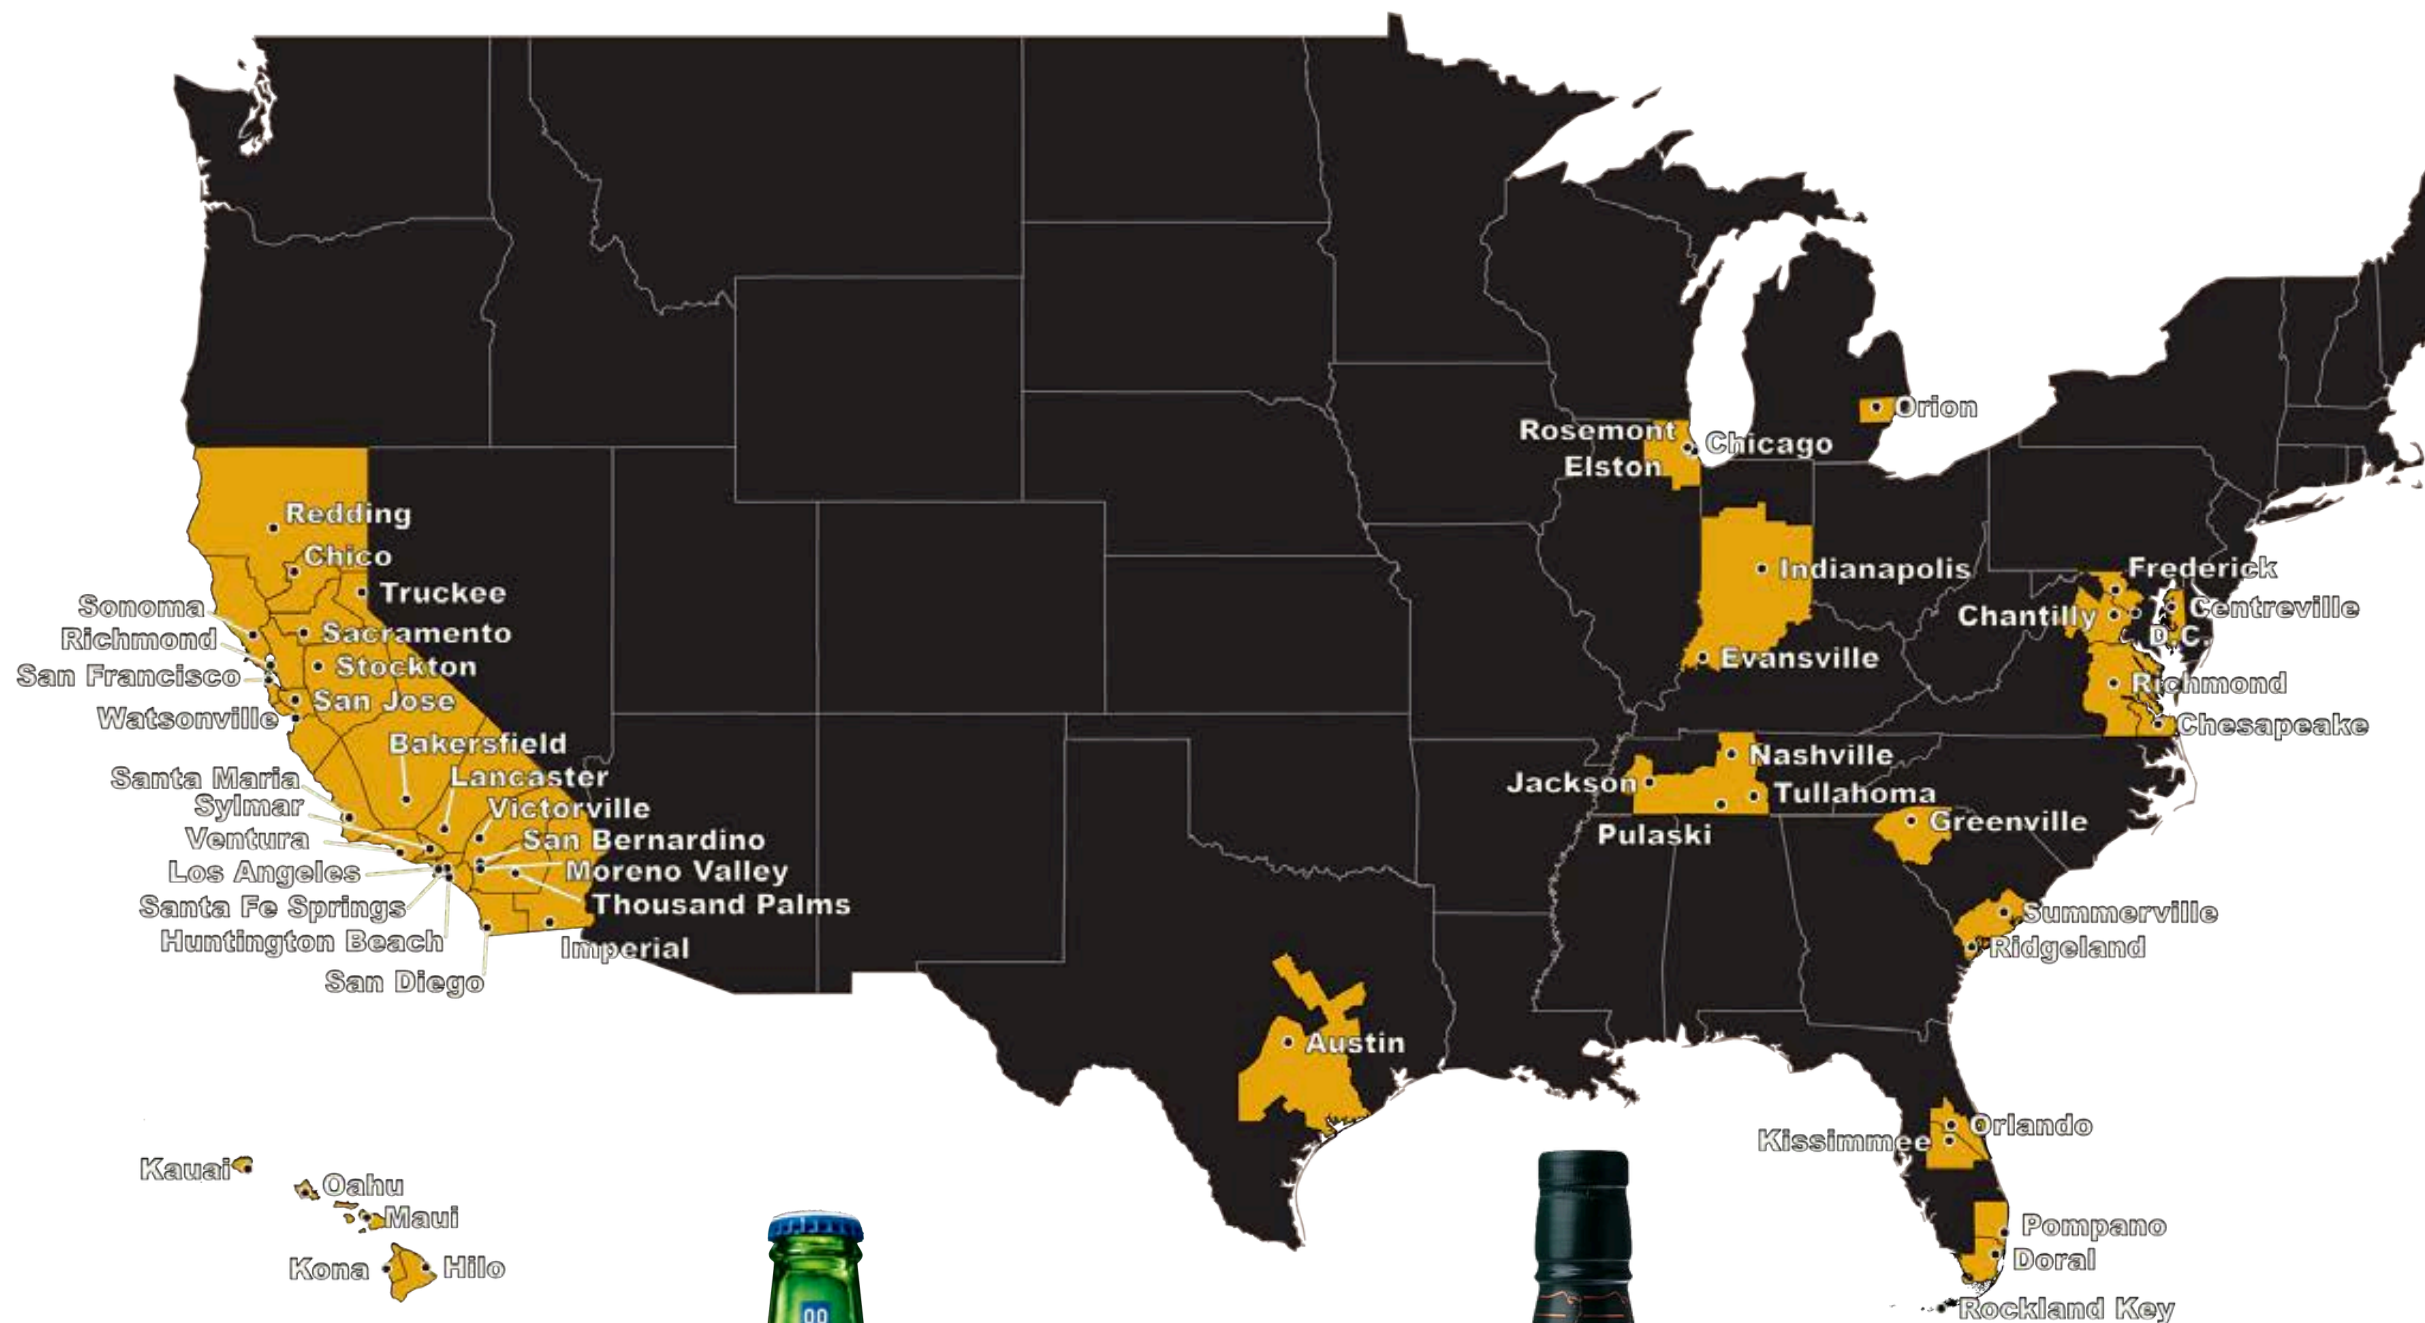 Orion
Rosemont
Chicago
Elston
Redding
Chico
Truckee
Indianapolis
Frederick
Sonoma
Centreville
Chantilly
Richmond
Sacramento
D.C.
Stockton
Evansville
San Francisco
San Jose
Richmond
Watsonville
Chesapeake
Bakersfield
Nashville
Santa Maria
Lancaster
Jackson
Tullahoma
Sylmar
Victorville
Greenville
Ventura
San Bernardino
Pulaski
Los Angeles
Moreno Valley
Santa Fe Springs
Thousand Palms
Summerville
Huntington Beach
Imperial
Ridgeland
San Diego
Austin
Orlando
Kissimmee
Kauai
Oahu
Maui
Pompano
Doral
Kona
Hilo
Rockland Key